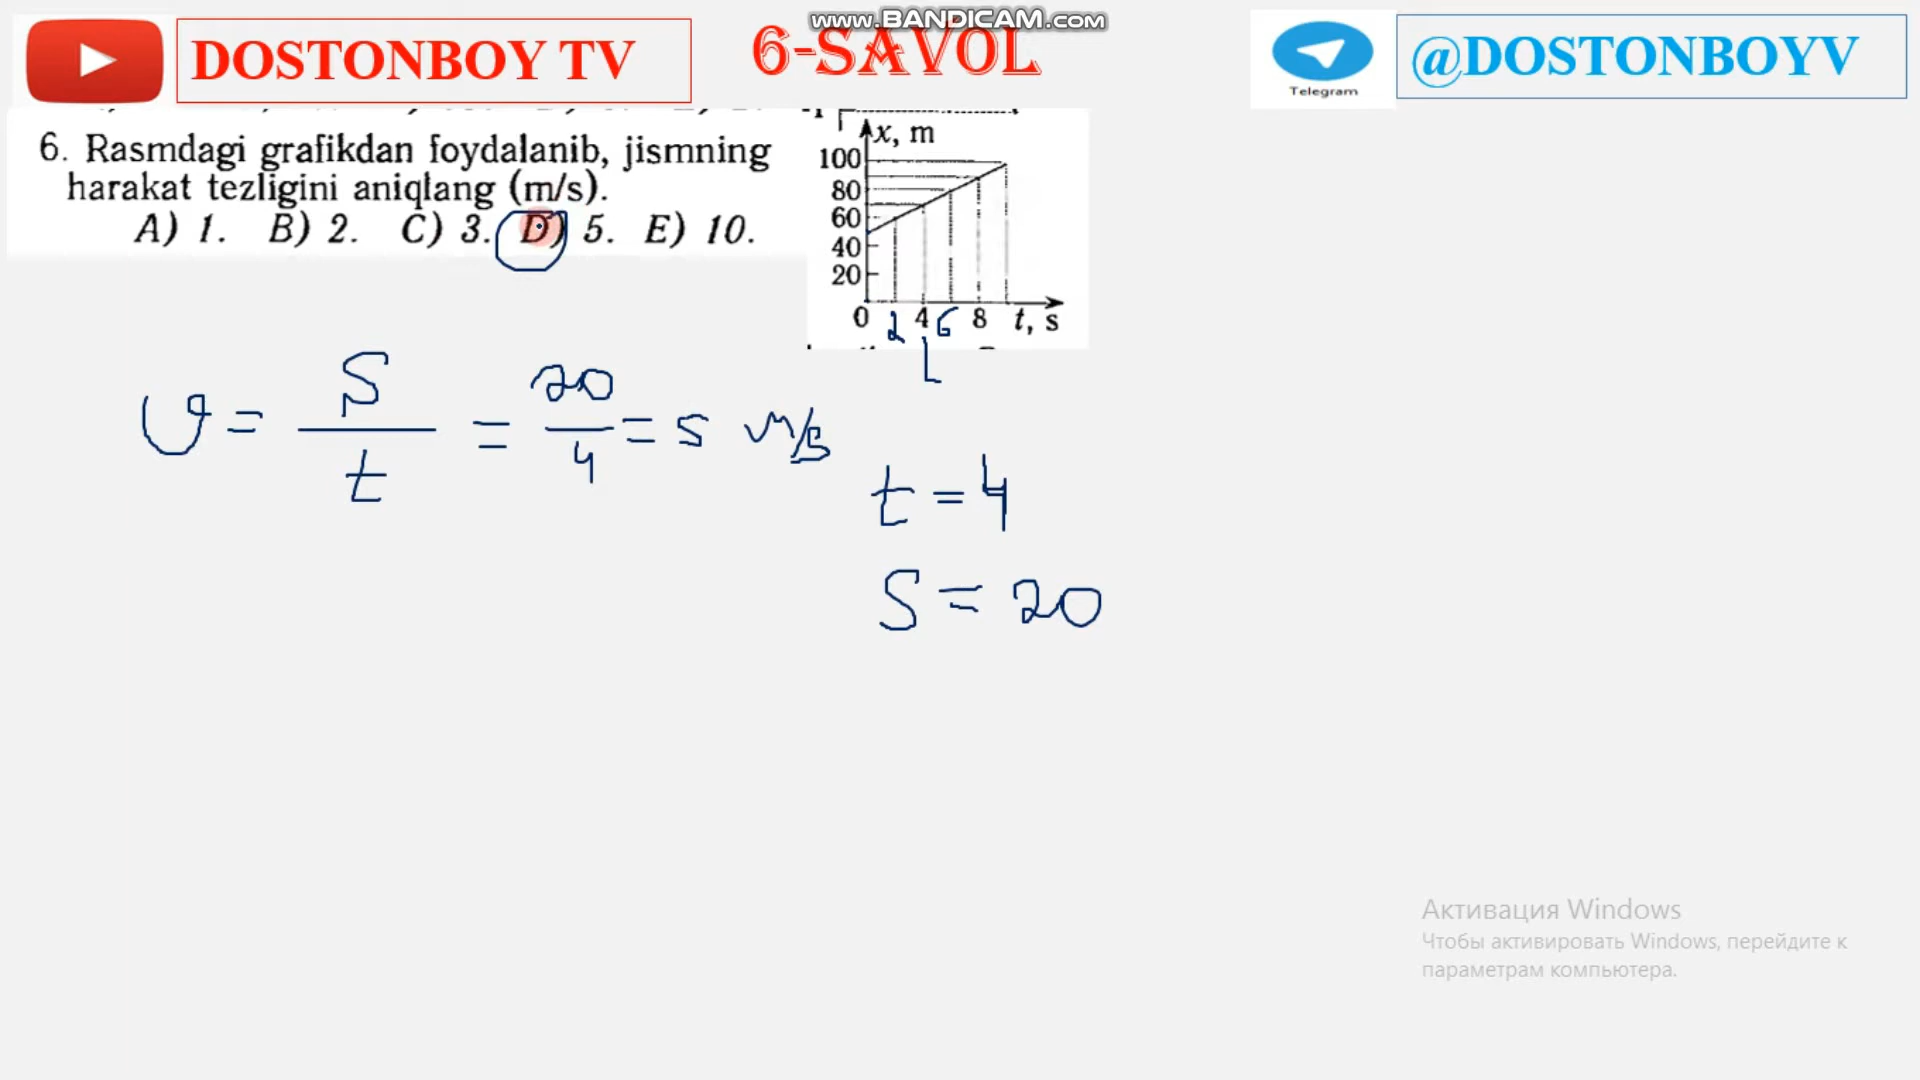 www.BANDICAM.com
DOSTONBOY TV
6-SAVOL
Telegram
@DOSTONBOYV
6. Rasmdagi grafikdan foydalanib, jismning
harakat tezligini aniqlang (m/s).
A) 1. B) 2. C) 3. D) 5. E) 10.
x, m
100
80
60
40
20
0 2 4 6 8 t, s
υ = S / t = 20 / 4 = 5 m/s
t = 4
S = 20
Активация Windows
Чтобы активировать Windows, перейдите к
параметрам компьютера.